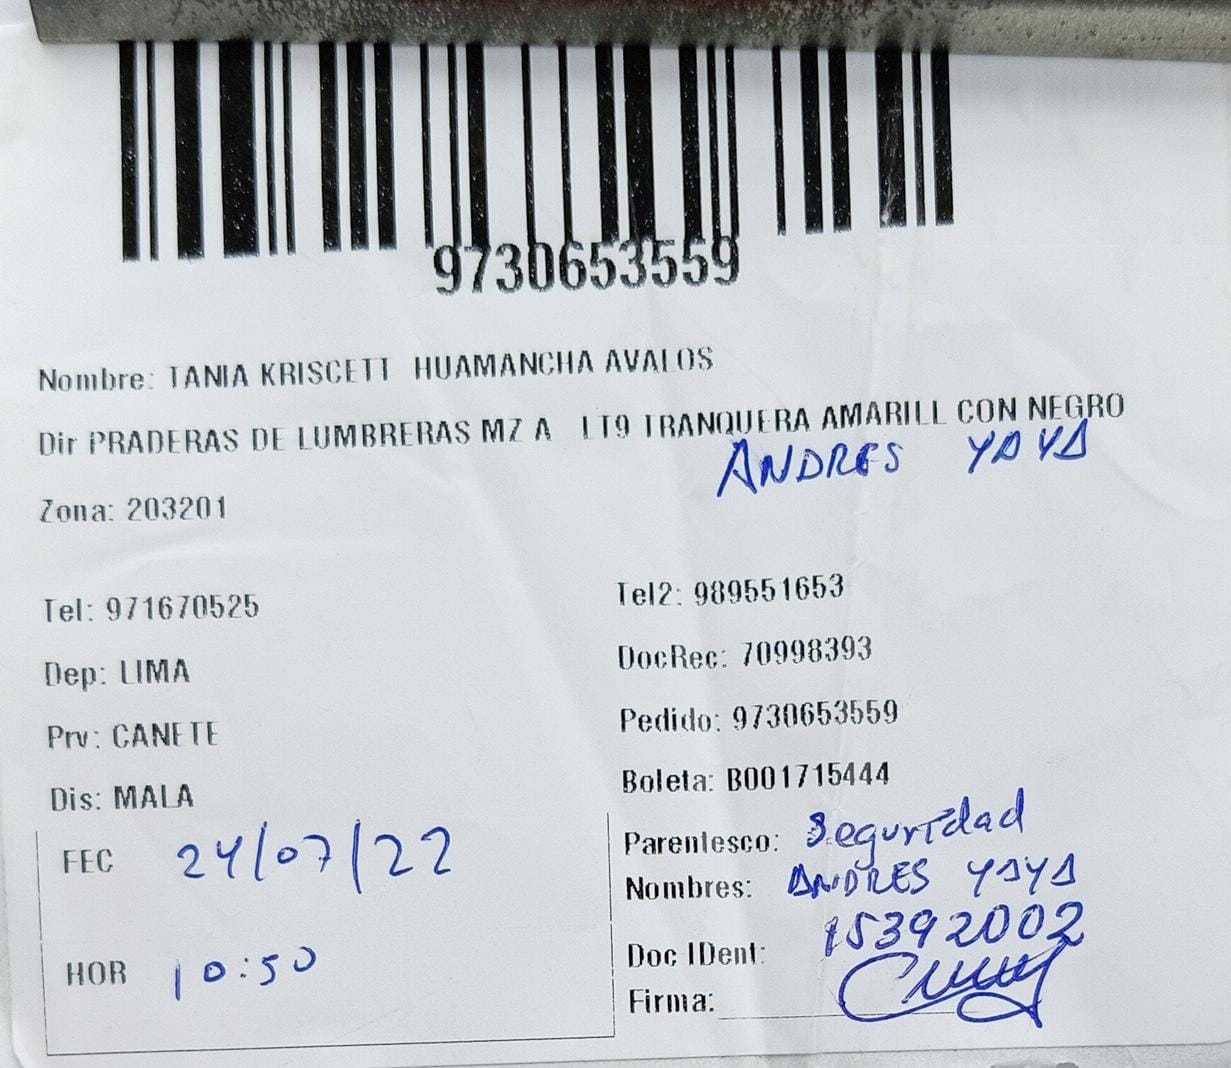 9730653559
Nombre: TANIA KRISCETT HUAMANCHA AVALOS
Dir PRADERAS DE LUMBRERAS MZ A LT9 TRANQUERA AMARILL CON NEGRO
ANDRES YAYA
Zona: 203201
Tel: 971670525 Tel2: 989551653
Dep: LIMA DocRec: 70998393
Prv: CANETE Pedido: 9730653559
Dis: MALA Boleta: B001715444
FEC 24/07/22 Parentesco: Seguridad
Nombres: ANDRES YAYA
HOR 10:50 Doc IDent: 15392002
Firma: